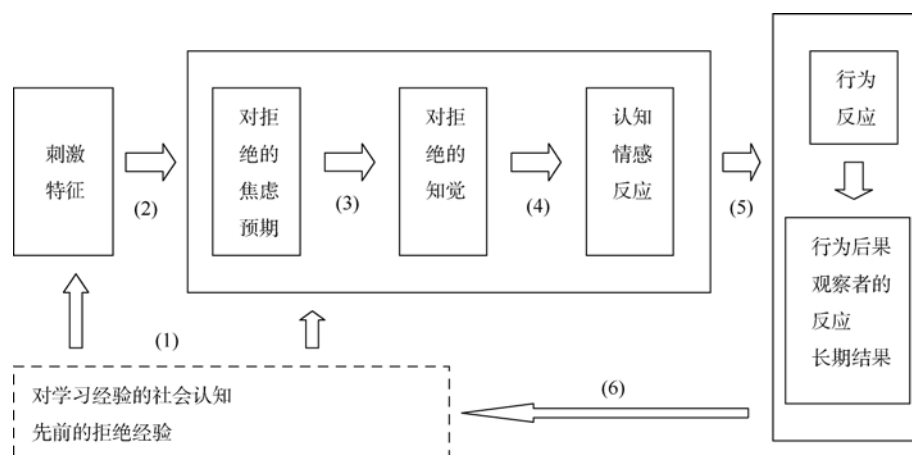 刺激
特征
(2)
对拒
绝的
焦虑
预期
(3)
对拒
绝的
知觉
(4)
认知
情感
反应
(5)
行为
反应
行为后果
观察者的
反应
长期结果
(1)
对学习经验的社会认知
先前的拒绝经验
(6)